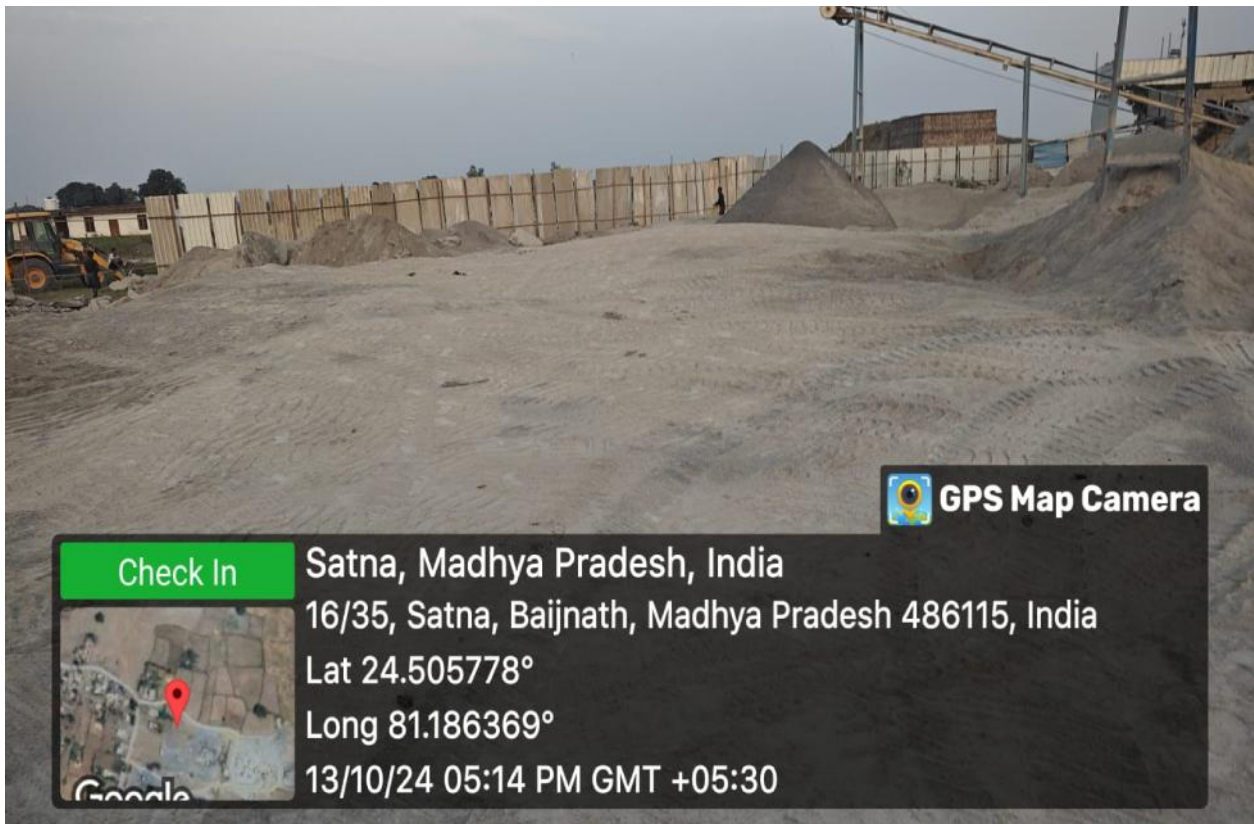 GPS Map Camera
Check In
Satna, Madhya Pradesh, India
16/35, Satna, Baijnath, Madhya Pradesh 486115, India
Lat 24.505778°
Long 81.186369°
13/10/24 05:14 PM GMT +05:30
Google